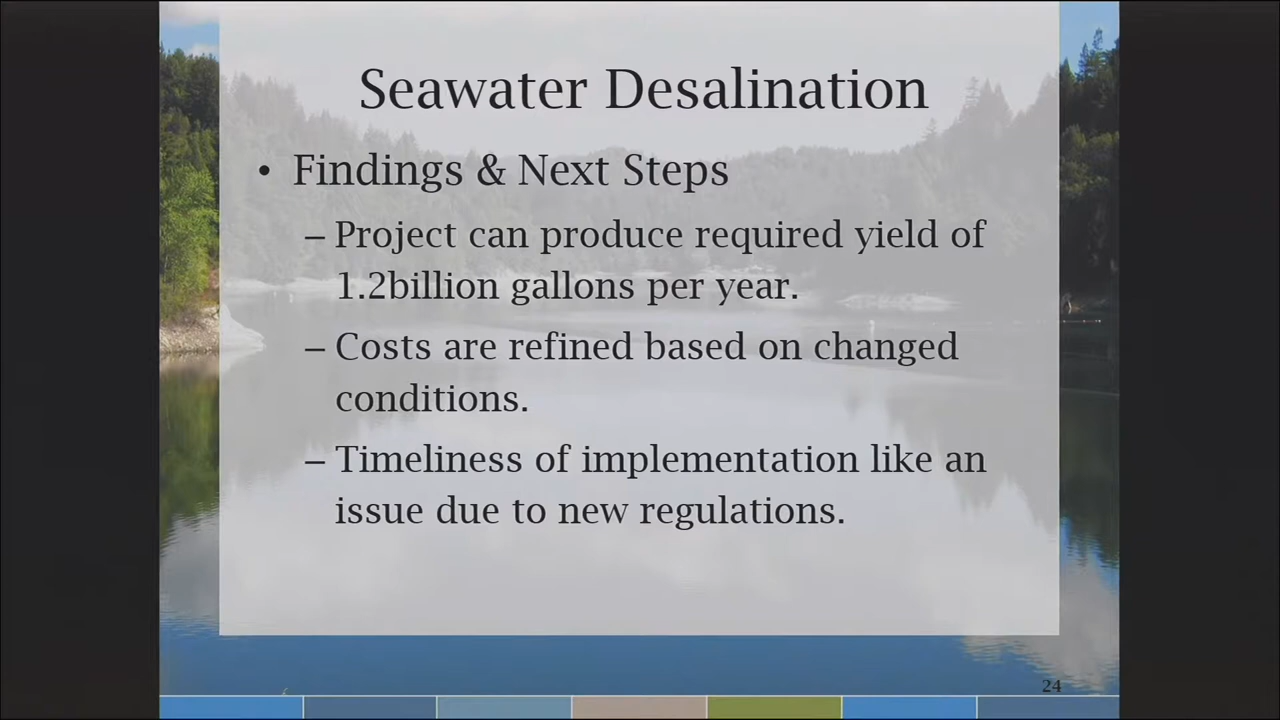 Seawater Desalination
• Findings & Next Steps
– Project can produce required yield of
1.2billion gallons per year.
– Costs are refined based on changed
conditions.
– Timeliness of implementation like an
issue due to new regulations.
24